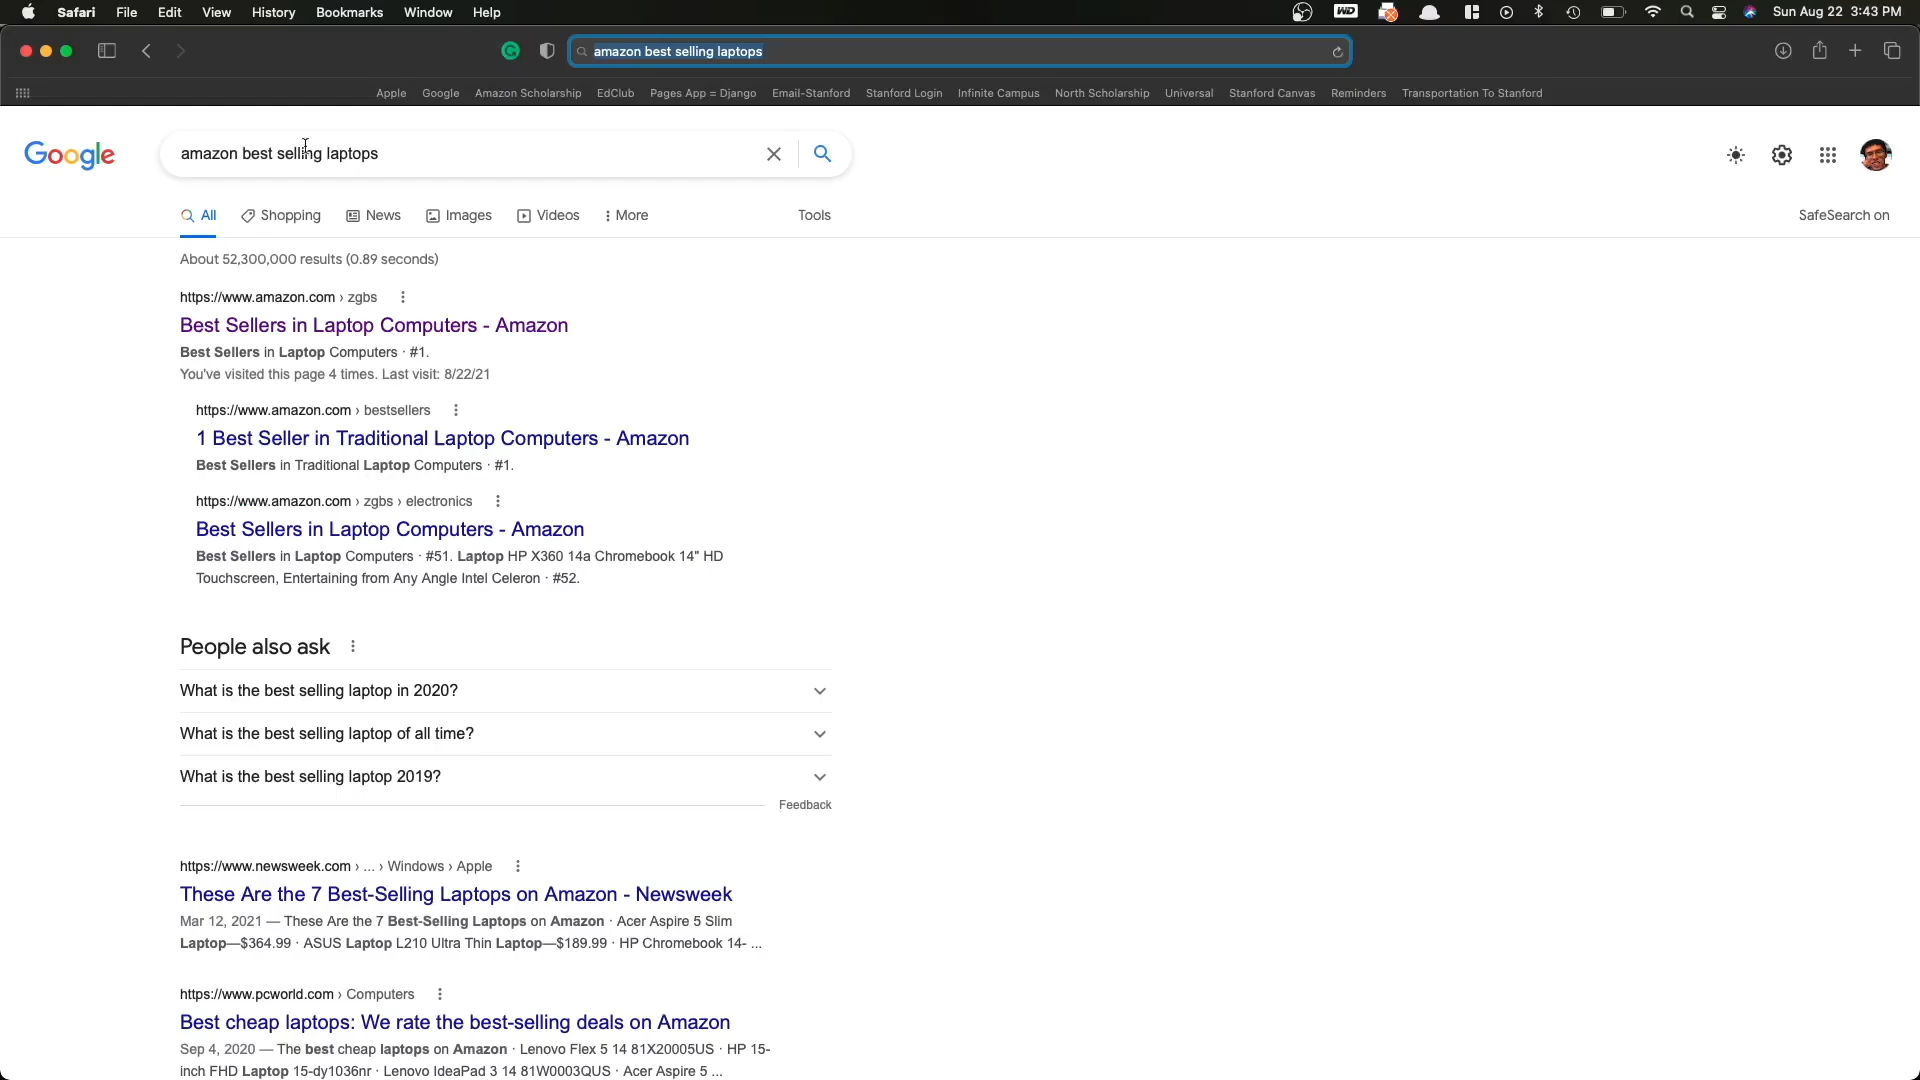 Safari File Edit View History Bookmarks Window Help
WD
Sun Aug 22 3:43 PM
amazon best selling laptops
Apple Google Amazon Scholarship EdClub Pages App = Django Email-Stanford Stanford Login Infinite Campus North Scholarship Universal Stanford Canvas Reminders Transportation To Stanford
Google
amazon best selling laptops
All Shopping News Images Videos More Tools SafeSearch on
About 52,300,000 results (0.89 seconds)
https://www.amazon.com › zgbs
Best Sellers in Laptop Computers - Amazon
Best Sellers in Laptop Computers · #1.
You've visited this page 4 times. Last visit: 8/22/21
https://www.amazon.com › bestsellers
1 Best Seller in Traditional Laptop Computers - Amazon
Best Sellers in Traditional Laptop Computers · #1.
https://www.amazon.com › zgbs › electronics
Best Sellers in Laptop Computers - Amazon
Best Sellers in Laptop Computers · #51. Laptop HP X360 14a Chromebook 14" HD
Touchscreen, Entertaining from Any Angle Intel Celeron · #52.
People also ask
What is the best selling laptop in 2020?
What is the best selling laptop of all time?
What is the best selling laptop 2019?
Feedback
https://www.newsweek.com › ... › Windows › Apple
These Are the 7 Best-Selling Laptops on Amazon - Newsweek
Mar 12, 2021 — These Are the 7 Best-Selling Laptops on Amazon · Acer Aspire 5 Slim
Laptop—$364.99 · ASUS Laptop L210 Ultra Thin Laptop—$189.99 · HP Chromebook 14- ...
https://www.pcworld.com › Computers
Best cheap laptops: We rate the best-selling deals on Amazon
Sep 4, 2020 — The best cheap laptops on Amazon · Lenovo Flex 5 14 81X20005US · HP 15-
inch FHD Laptop 15-dy1036nr · Lenovo IdeaPad 3 14 81W0003QUS · Acer Aspire 5 ...